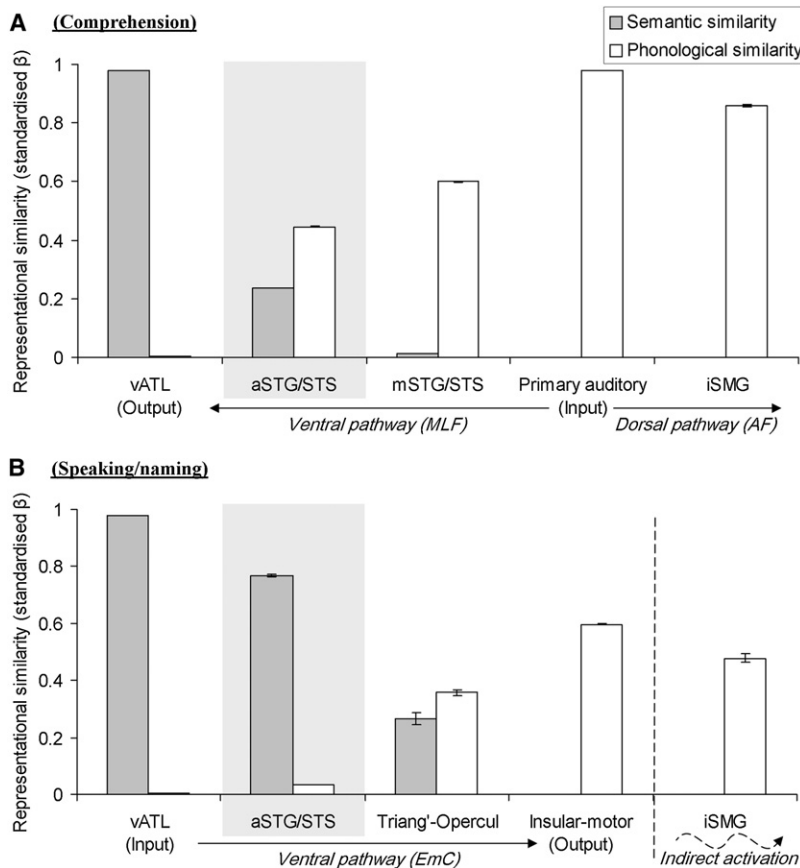 A (Comprehension)
Semantic similarity
Phonological similarity
Representational similarity (standardised β)
1
0.8
0.6
0.4
0.2
0
vATL aSTG/STS mSTG/STS Primary auditory iSMG
(Output) (Input)
Ventral pathway (MLF) Dorsal pathway (AF)
B (Speaking/naming)
Representational similarity (standardised β)
1
0.8
0.6
0.4
0.2
0
vATL aSTG/STS Triang'-Opercul Insular-motor iSMG
(Input) (Output)
Ventral pathway (EmC) Indirect activation